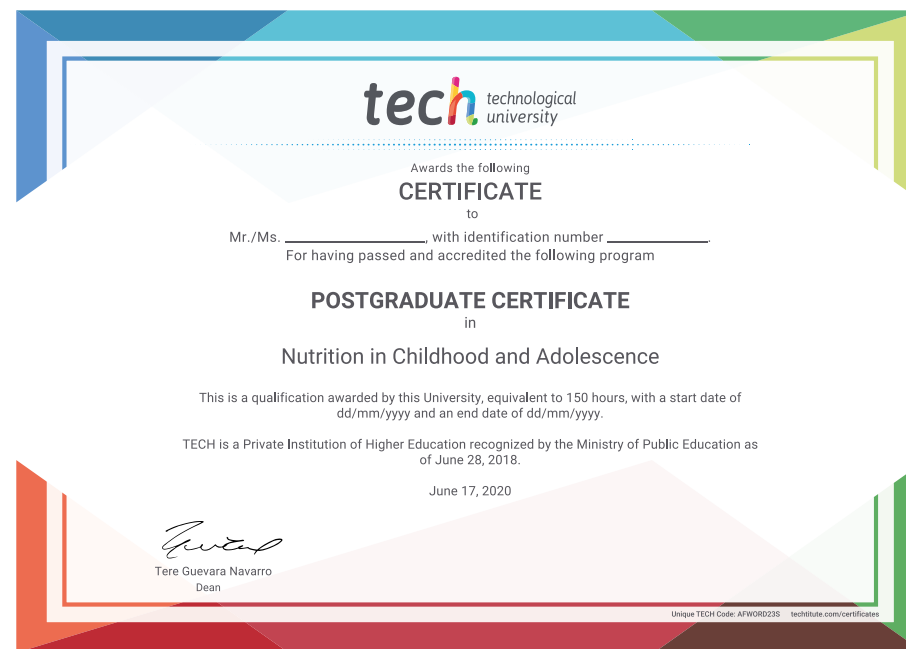 tech technological
university
Awards the following
CERTIFICATE
to
Mr./Ms. ____________________, with identification number ______________.
For having passed and accredited the following program
POSTGRADUATE CERTIFICATE
in
Nutrition in Childhood and Adolescence
This is a qualification awarded by this University, equivalent to 150 hours, with a start date of
dd/mm/yyyy and an end date of dd/mm/yyyy.
TECH is a Private Institution of Higher Education recognized by the Ministry of Public Education as
of June 28, 2018.
June 17, 2020
Tere Guevara Navarro
Dean
Unique TECH Code: AFWORD23S techtitute.com/certificates